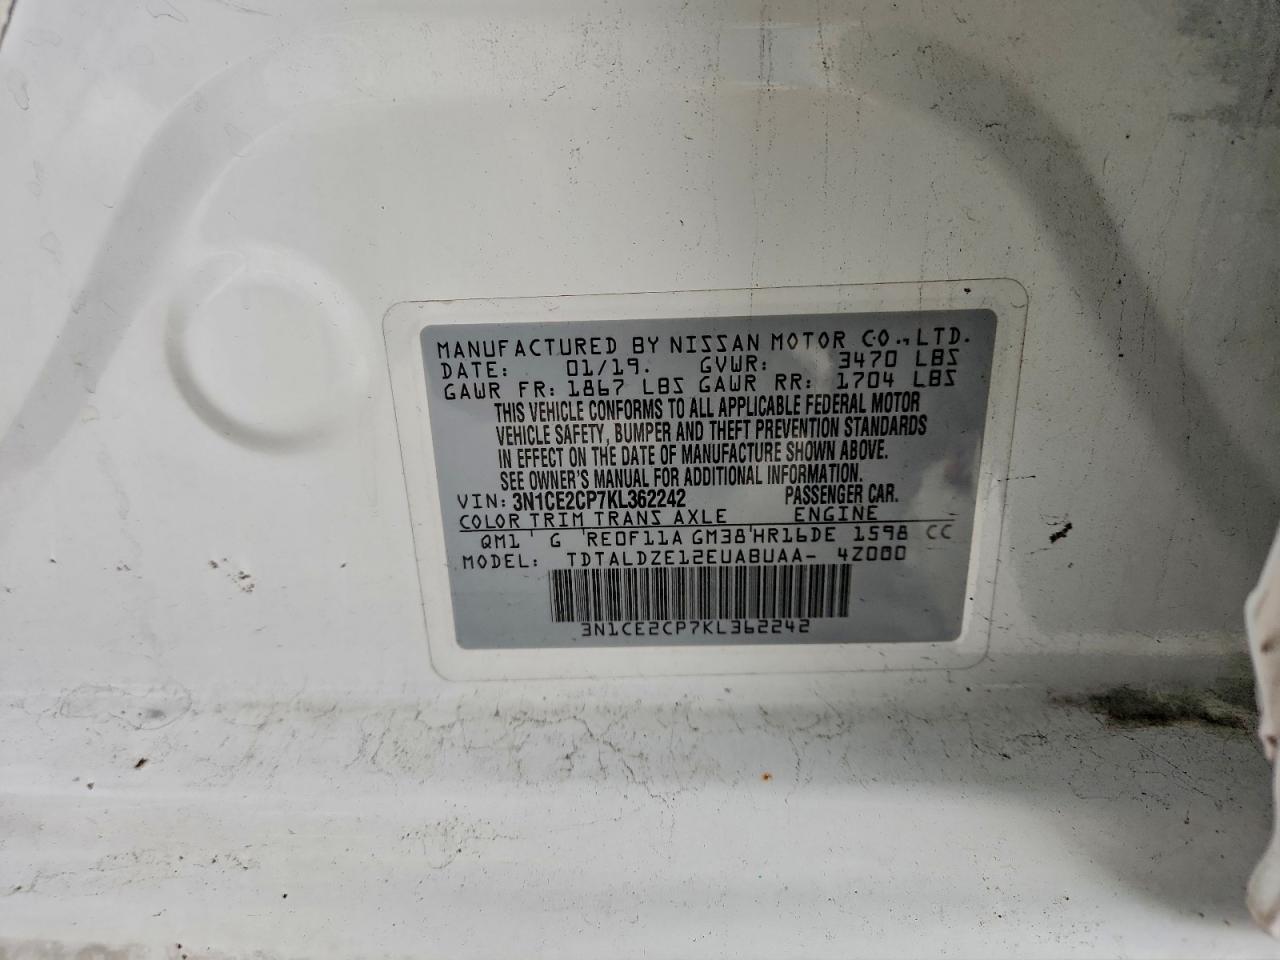 MANUFACTURED BY NISSAN MOTOR CO., LTD.
DATE: 01/19. GVWR: 3470 LBS
GAWR FR: 1867 LBS GAWR RR: 1704 LBS
THIS VEHICLE CONFORMS TO ALL APPLICABLE FEDERAL MOTOR
VEHICLE SAFETY, BUMPER AND THEFT PREVENTION STANDARDS
IN EFFECT ON THE DATE OF MANUFACTURE SHOWN ABOVE.
SEE OWNER'S MANUAL FOR ADDITIONAL INFORMATION.
VIN: 3N1CE2CP7KL362242 PASSENGER CAR.
COLOR TRIM TRANS AXLE ENGINE
QM1 ' G 'RE0F11A GM38'HR16DE 1598 CC
MODEL: TDTALDZE12EUABUAA- 4Z080
3N1CE2CP7KL362242